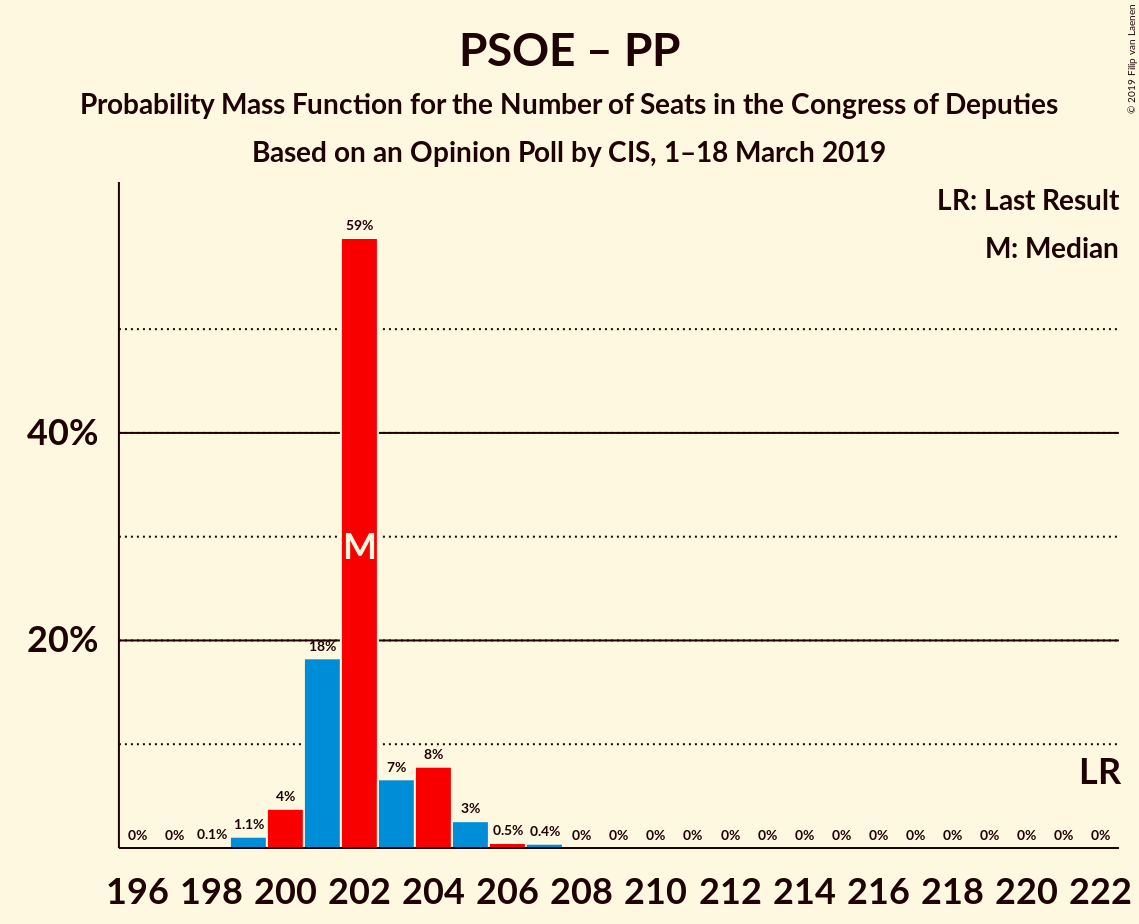 PSOE – PP
Probability Mass Function for the Number of Seats in the Congress of Deputies
Based on an Opinion Poll by CIS, 1–18 March 2019
© 2019 Filip van Laenen
LR: Last Result
M: Median
59%
40%
M
20%
18%
LR
8%
7%
4%
3%
0% 0% 0.1% 1.1% 0.5% 0.4% 0% 0% 0% 0% 0% 0% 0% 0% 0% 0% 0% 0% 0% 0% 0%
196 198 200 202 204 206 208 210 212 214 216 218 220 222